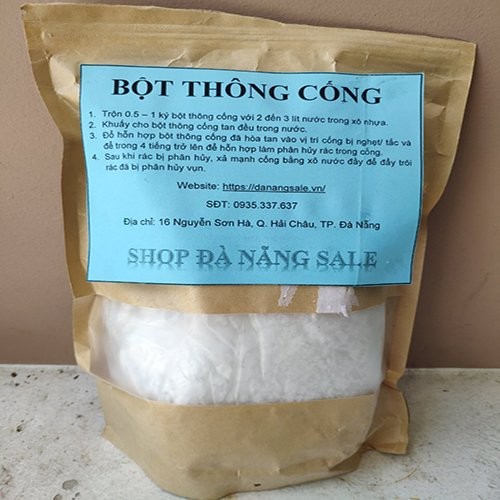 BỘT THÔNG CỐNG
1. Trộn 0.5 – 1 ký bột thông cống với 2 đến 3 lít nước trong xô nhựa.
2. Khuấy cho bột thông cống tan đều trong nước.
3. Để hỗn hợp bột thông cống đã hòa tan vào vị trí cống bị nghẹt/ tắc và
để trong 4 tiếng trở lên để hỗn hợp làm phân hủy rác trong cống.
4. Sau khi rác bị phân hủy, xả mạnh cống bằng xô nước đầy để đẩy trôi
rác đã bị phân hủy vụn.
Website: https://danangsale.vn/
SĐT: 0935.337.637
Địa chỉ: 16 Nguyễn Sơn Hà, Q. Hải Châu, TP. Đà Nẵng
SHOP ĐÀ NẴNG SALE